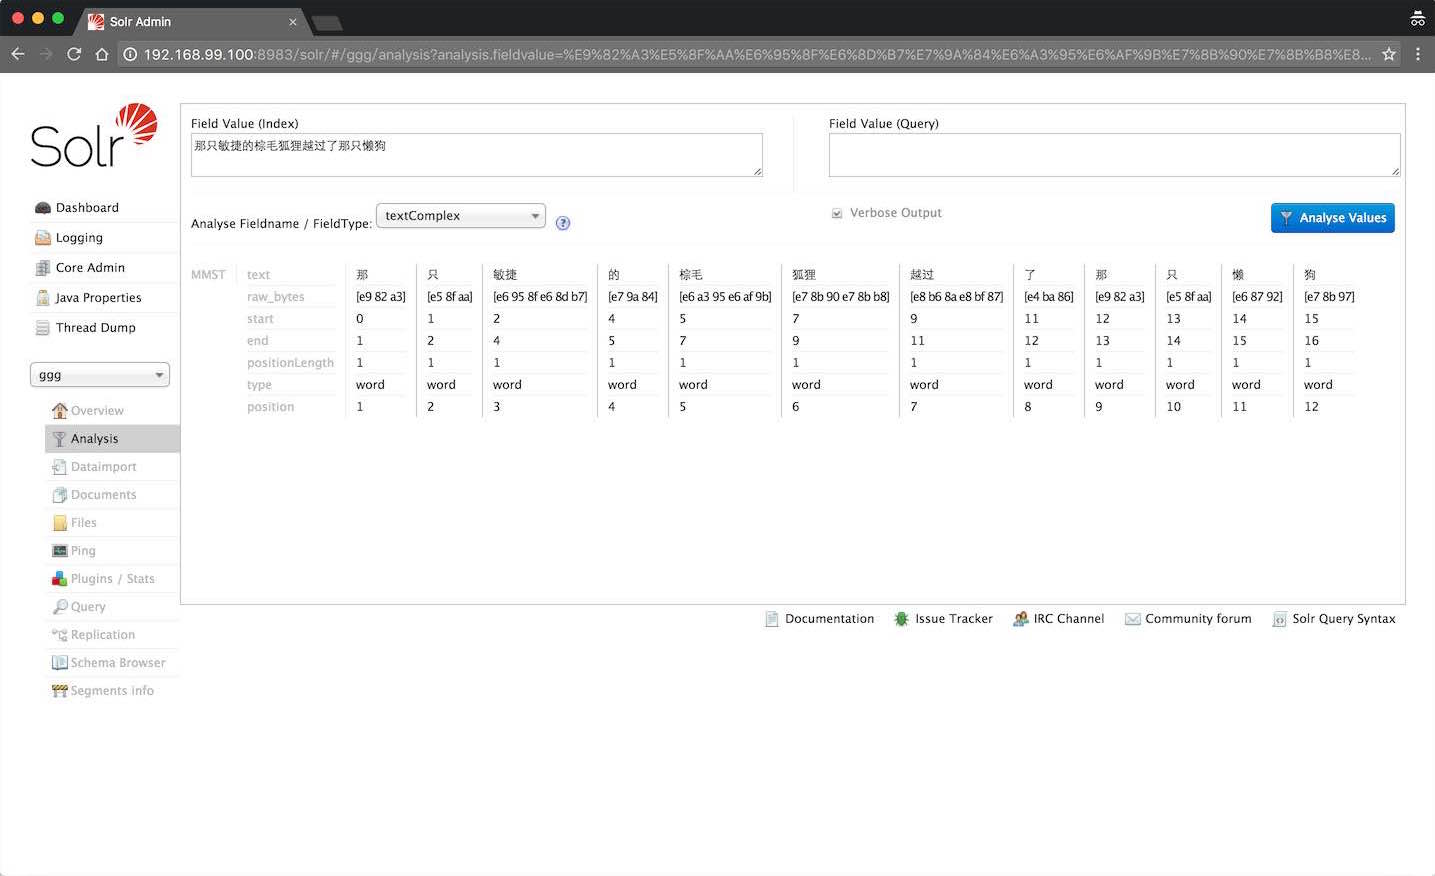 Solr Admin
192.168.99.100:8983/solr/#/ggg/analysis?analysis.fieldvalue=%E9%82%A3%E5%8F%AA%E6%95%8F%E6%8D%B7%E7%9A%84%E6%A3%95%E6%AF%9B%E7%8B%90%E7%8B%B8%E8...
Solr
Dashboard
Logging
Core Admin
Java Properties
Thread Dump
ggg
Overview
Analysis
Dataimport
Documents
Files
Ping
Plugins / Stats
Query
Replication
Schema Browser
Segments info
Field Value (Index)
那只敏捷的棕毛狐狸越过了那只懒狗
Field Value (Query)
Analyse Fieldname / FieldType: textComplex ?
Verbose Output
Analyse Values
MMST text 那 只 敏捷 的 棕毛 狐狸 越过 了 那 只 懒 狗
raw_bytes [e9 82 a3] [e5 8f aa] [e6 95 8f e6 8d b7] [e7 9a 84] [e6 a3 95 e6 af 9b] [e7 8b 90 e7 8b b8] [e8 b6 8a e8 bf 87] [e4 ba 86] [e9 82 a3] [e5 8f aa] [e6 87 92] [e7 8b 97]
start 0 1 2 4 5 7 9 11 12 13 14 15
end 1 2 4 5 7 9 11 12 13 14 15 16
positionLength 1 1 1 1 1 1 1 1 1 1 1 1
type word word word word word word word word word word word word
position 1 2 3 4 5 6 7 8 9 10 11 12
Documentation Issue Tracker IRC Channel Community forum Solr Query Syntax